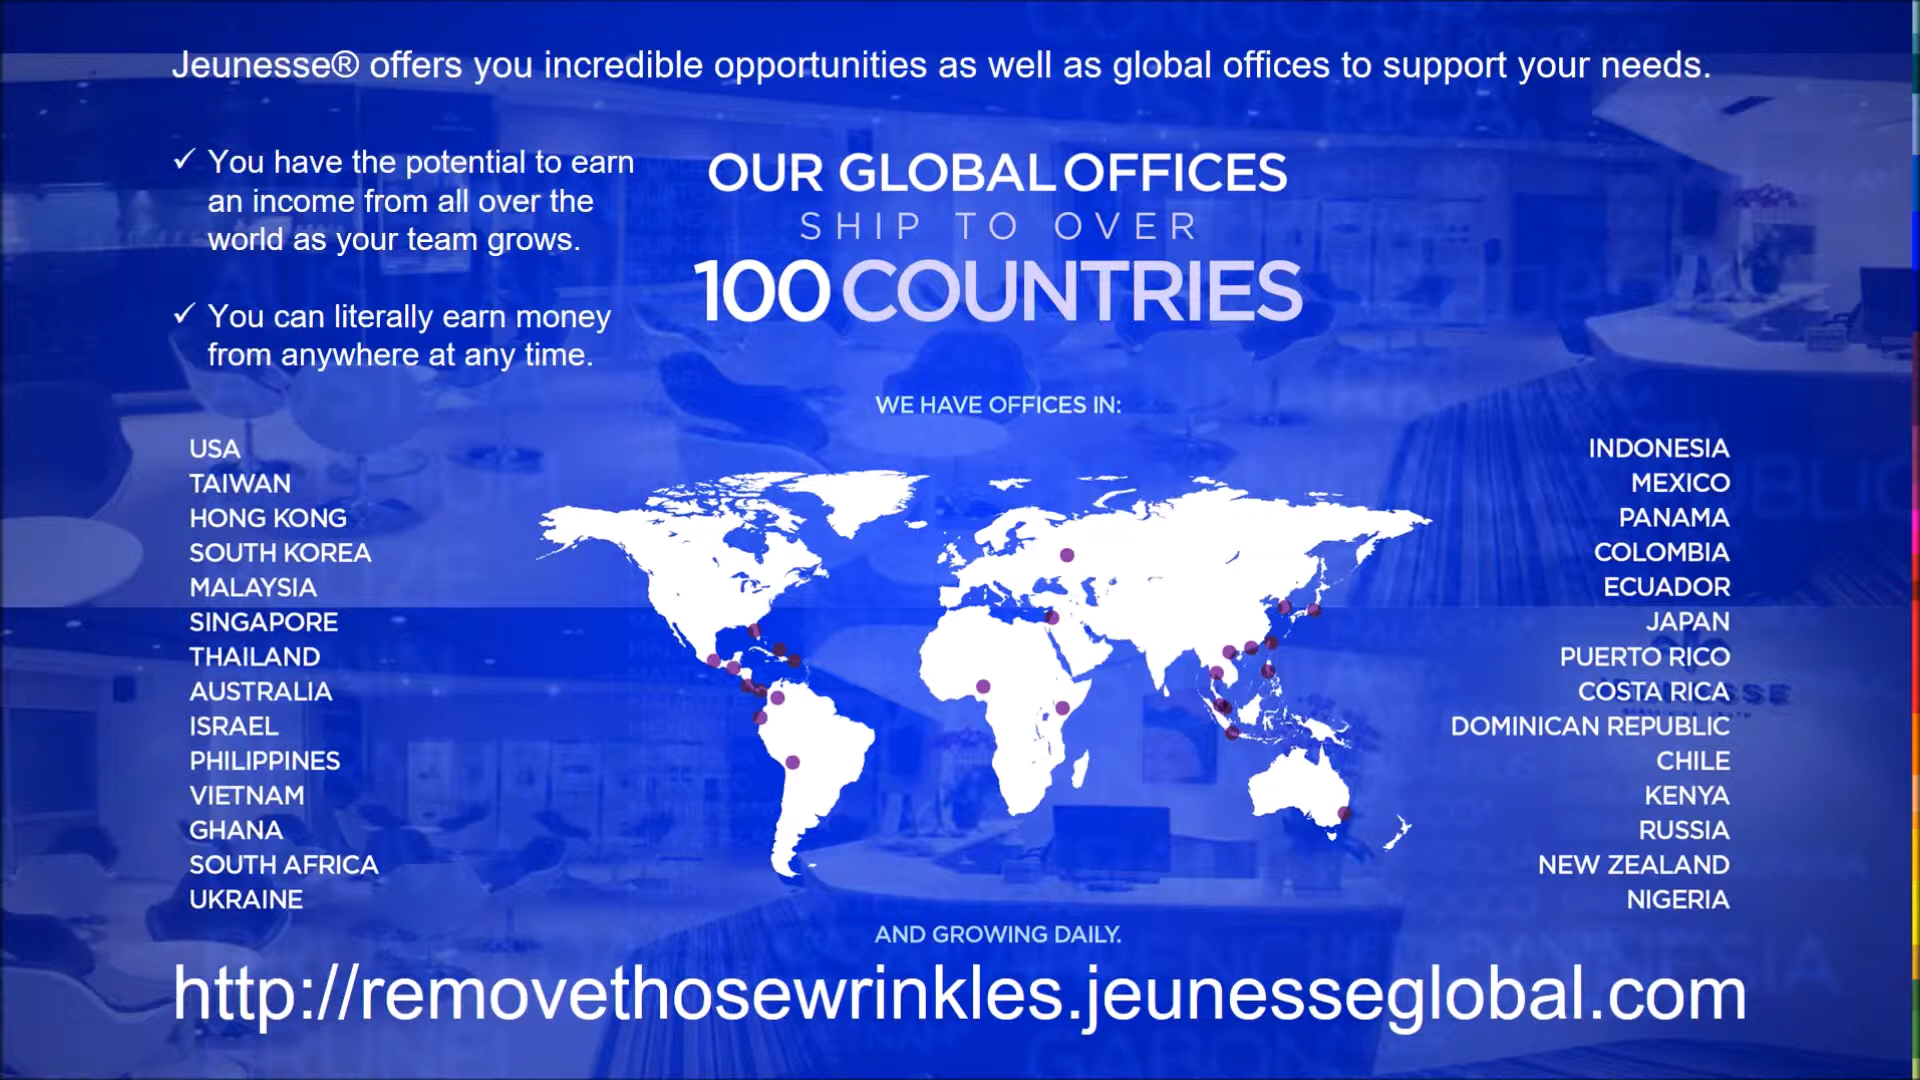 Jeunesse® offers you incredible opportunities as well as global offices to support your needs.
✓ You have the potential to earn
an income from all over the
world as your team grows.
✓ You can literally earn money
from anywhere at any time.
OUR GLOBAL OFFICES
SHIP TO OVER
100 COUNTRIES
WE HAVE OFFICES IN:
USA
TAIWAN
HONG KONG
SOUTH KOREA
MALAYSIA
SINGAPORE
THAILAND
AUSTRALIA
ISRAEL
PHILIPPINES
VIETNAM
GHANA
SOUTH AFRICA
UKRAINE
INDONESIA
MEXICO
PANAMA
COLOMBIA
ECUADOR
JAPAN
PUERTO RICO
COSTA RICA
DOMINICAN REPUBLIC
CHILE
KENYA
RUSSIA
NEW ZEALAND
NIGERIA
AND GROWING DAILY.
http://removethosewrinkles.jeunesseglobal.com